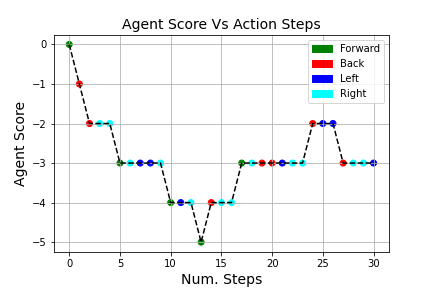 Agent Score Vs Action Steps
Forward
Back
Left
Right
0
−1
−2
−3
−4
−5
Agent Score
0 5 10 15 20 25 30
Num. Steps